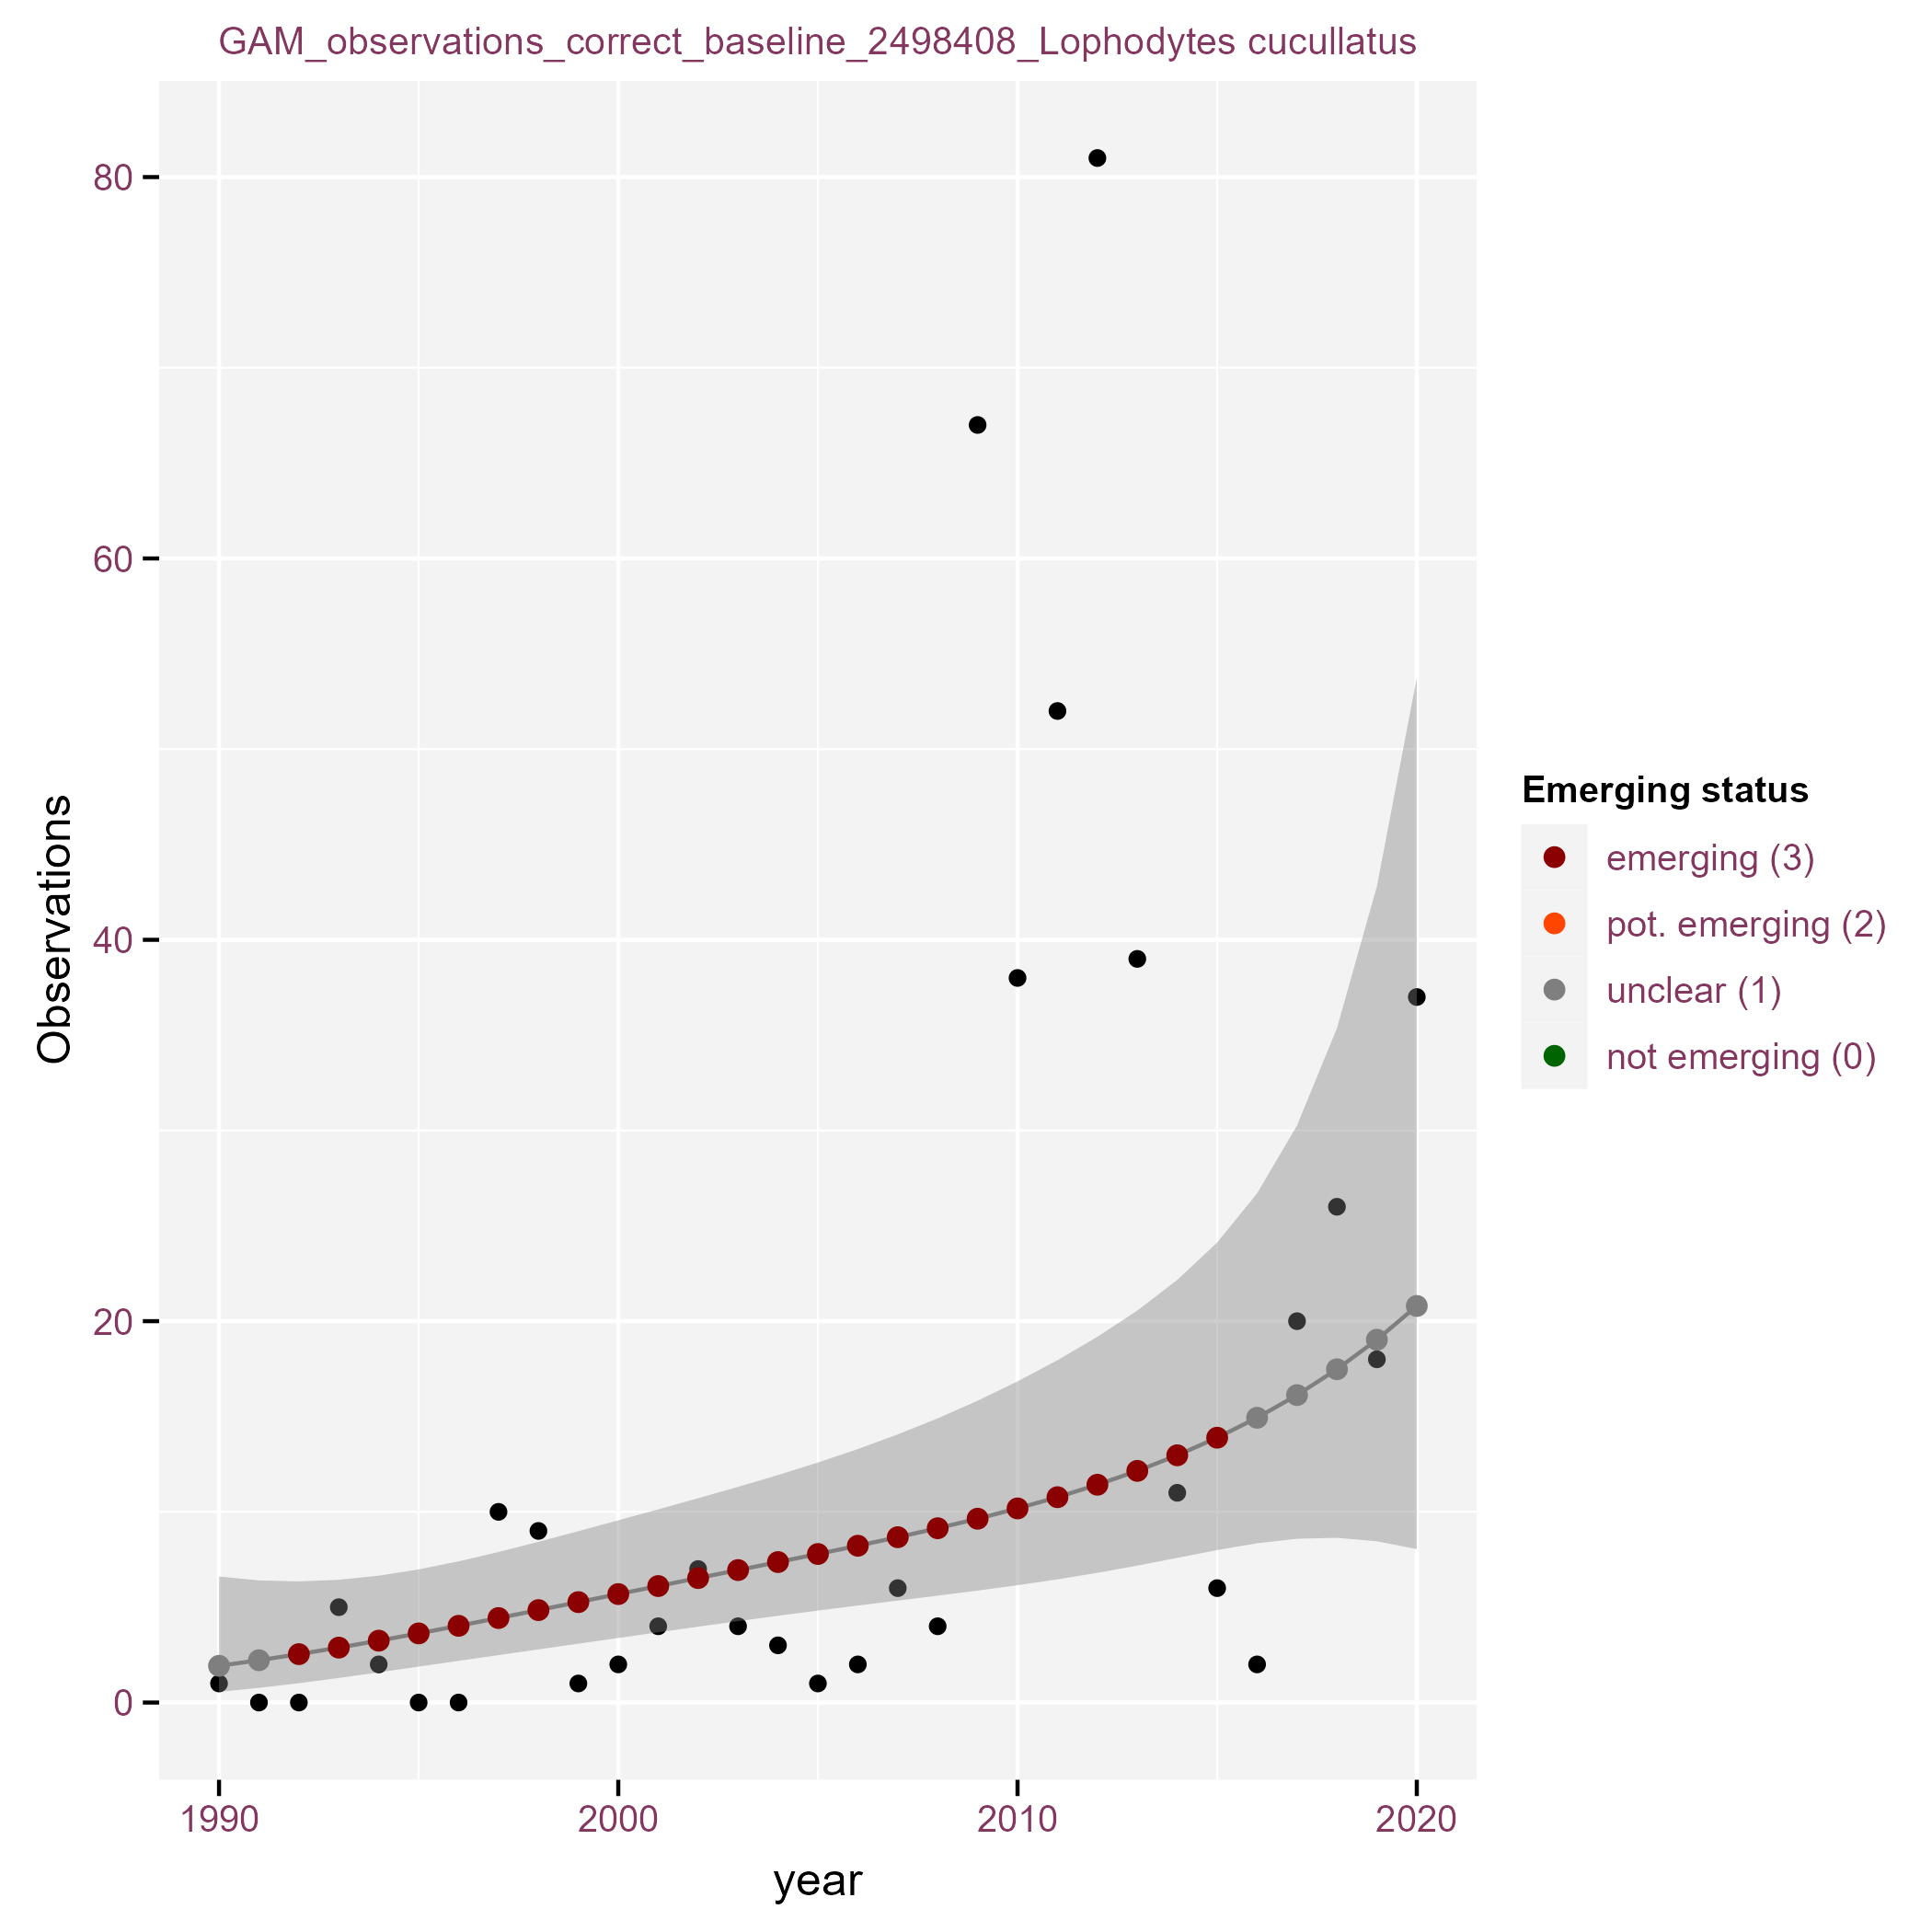 GAM_observations_correct_baseline_2498408_Lophodytes cucullatus
80
60
40
20
0
Observations
1990 2000 2010 2020
year
Emerging status
emerging (3)
pot. emerging (2)
unclear (1)
not emerging (0)